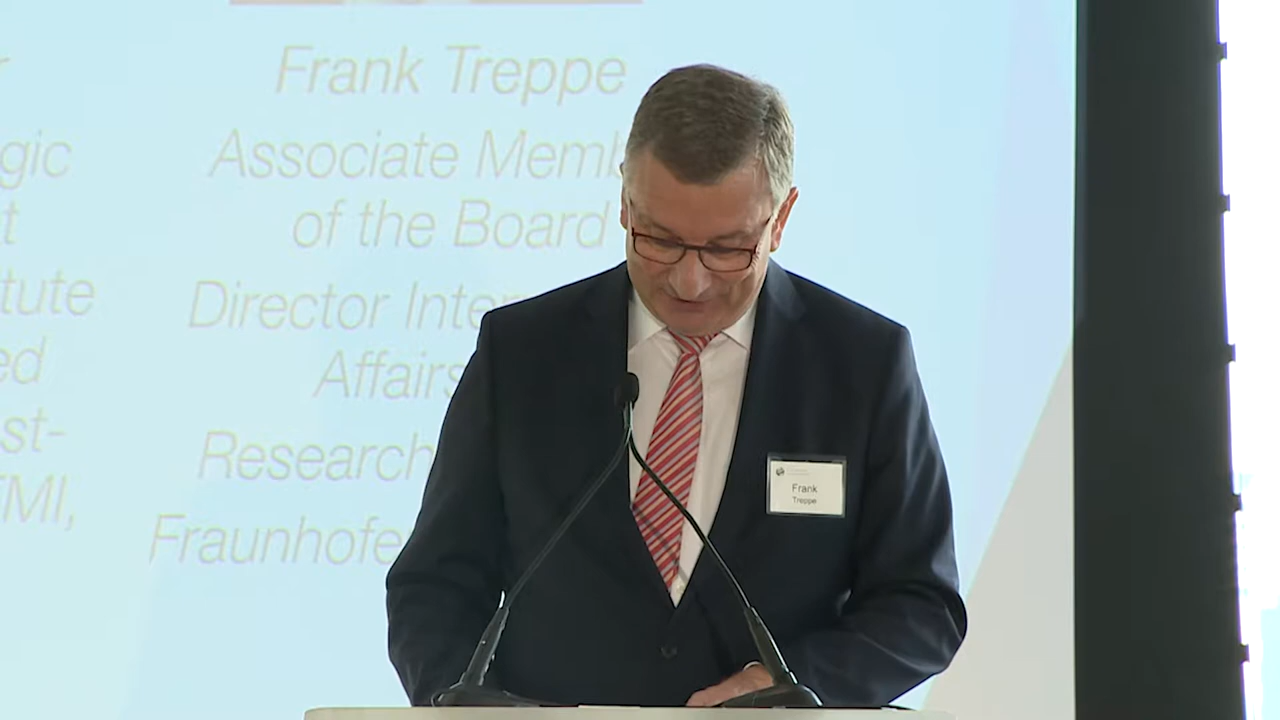 Frank Treppe
Associate Memb
of the Board
Director Inte
Affairs
Research
Fraunhofe
gic
t
tute
ed
st-
TMI,
Frank
Treppe